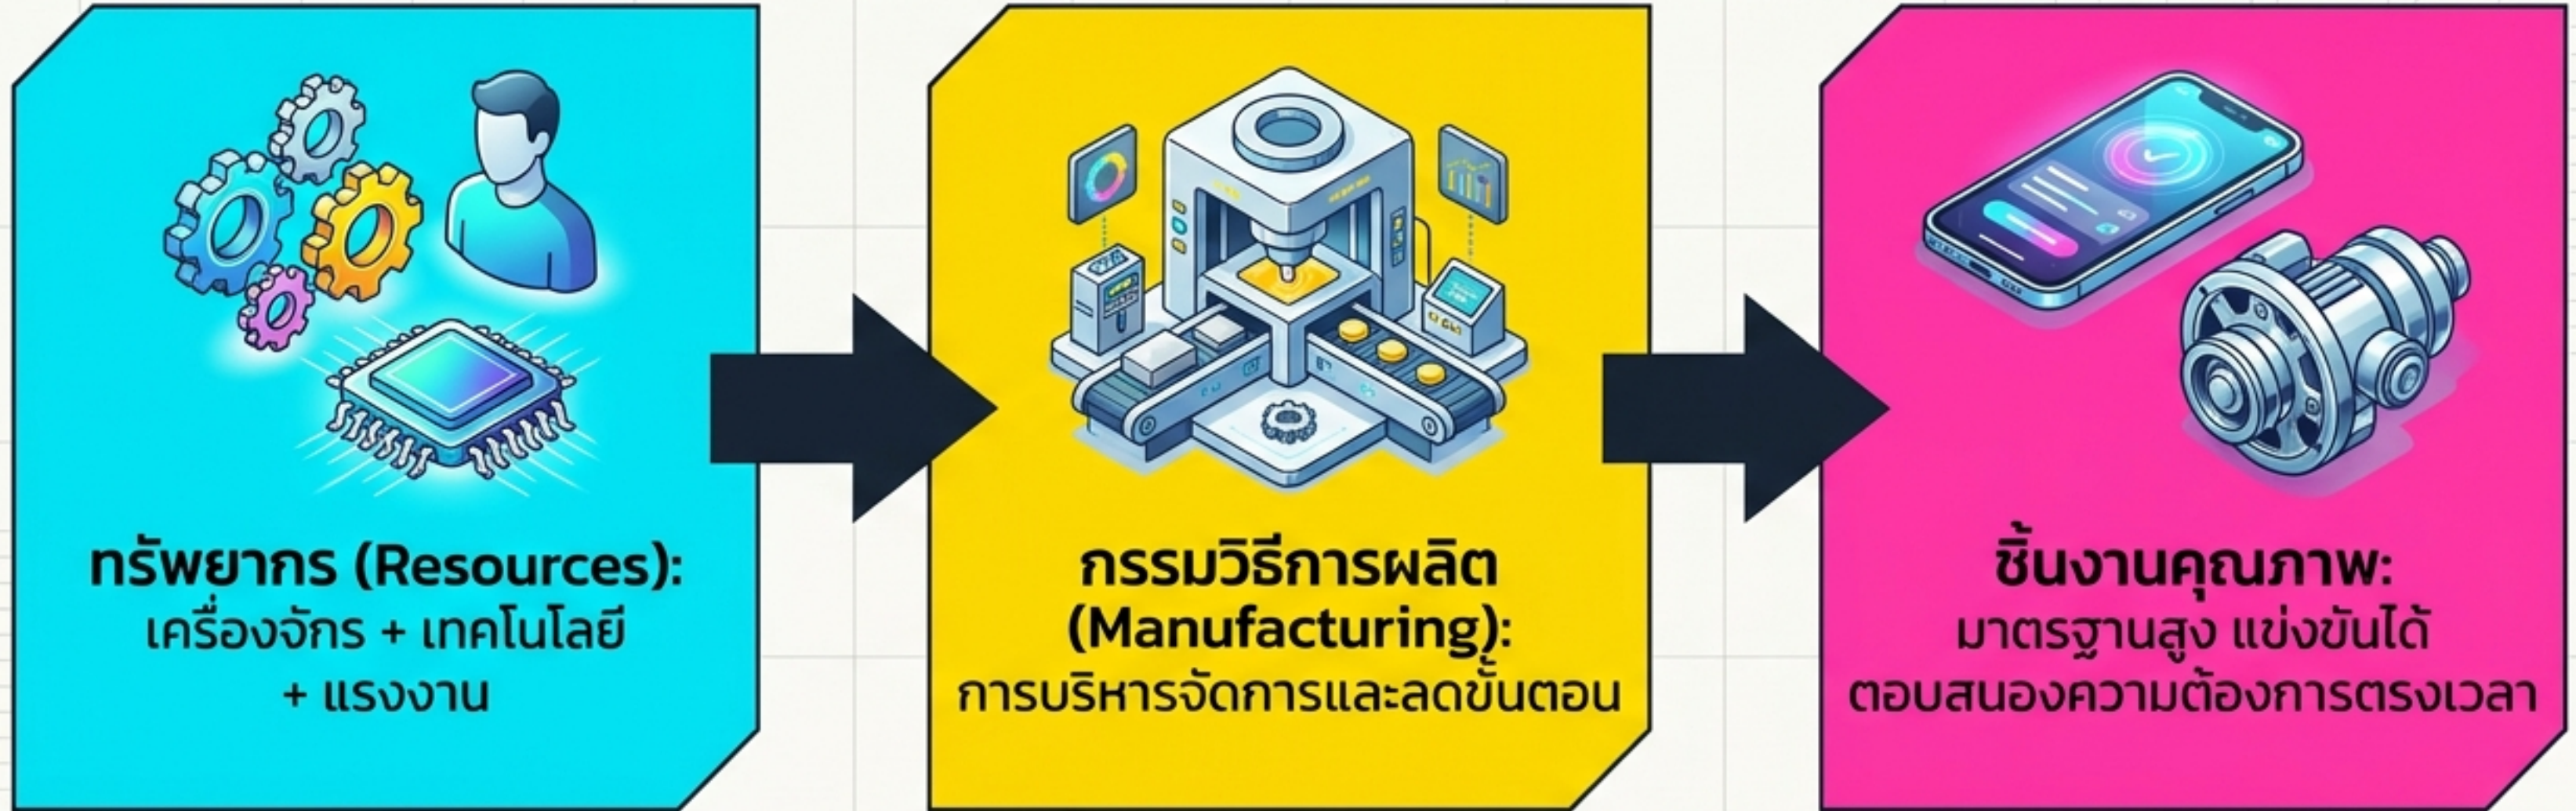 ทรัพยากร (Resources):
เครื่องจักร + เทคโนโลยี
+ แรงงาน
กรรมวิธีการผลิต
(Manufacturing):
การบริหารจัดการและลดขั้นตอน
ชิ้นงานคุณภาพ:
มาตรฐานสูง แข่งขันได้
ตอบสนองความต้องการตรงเวลา